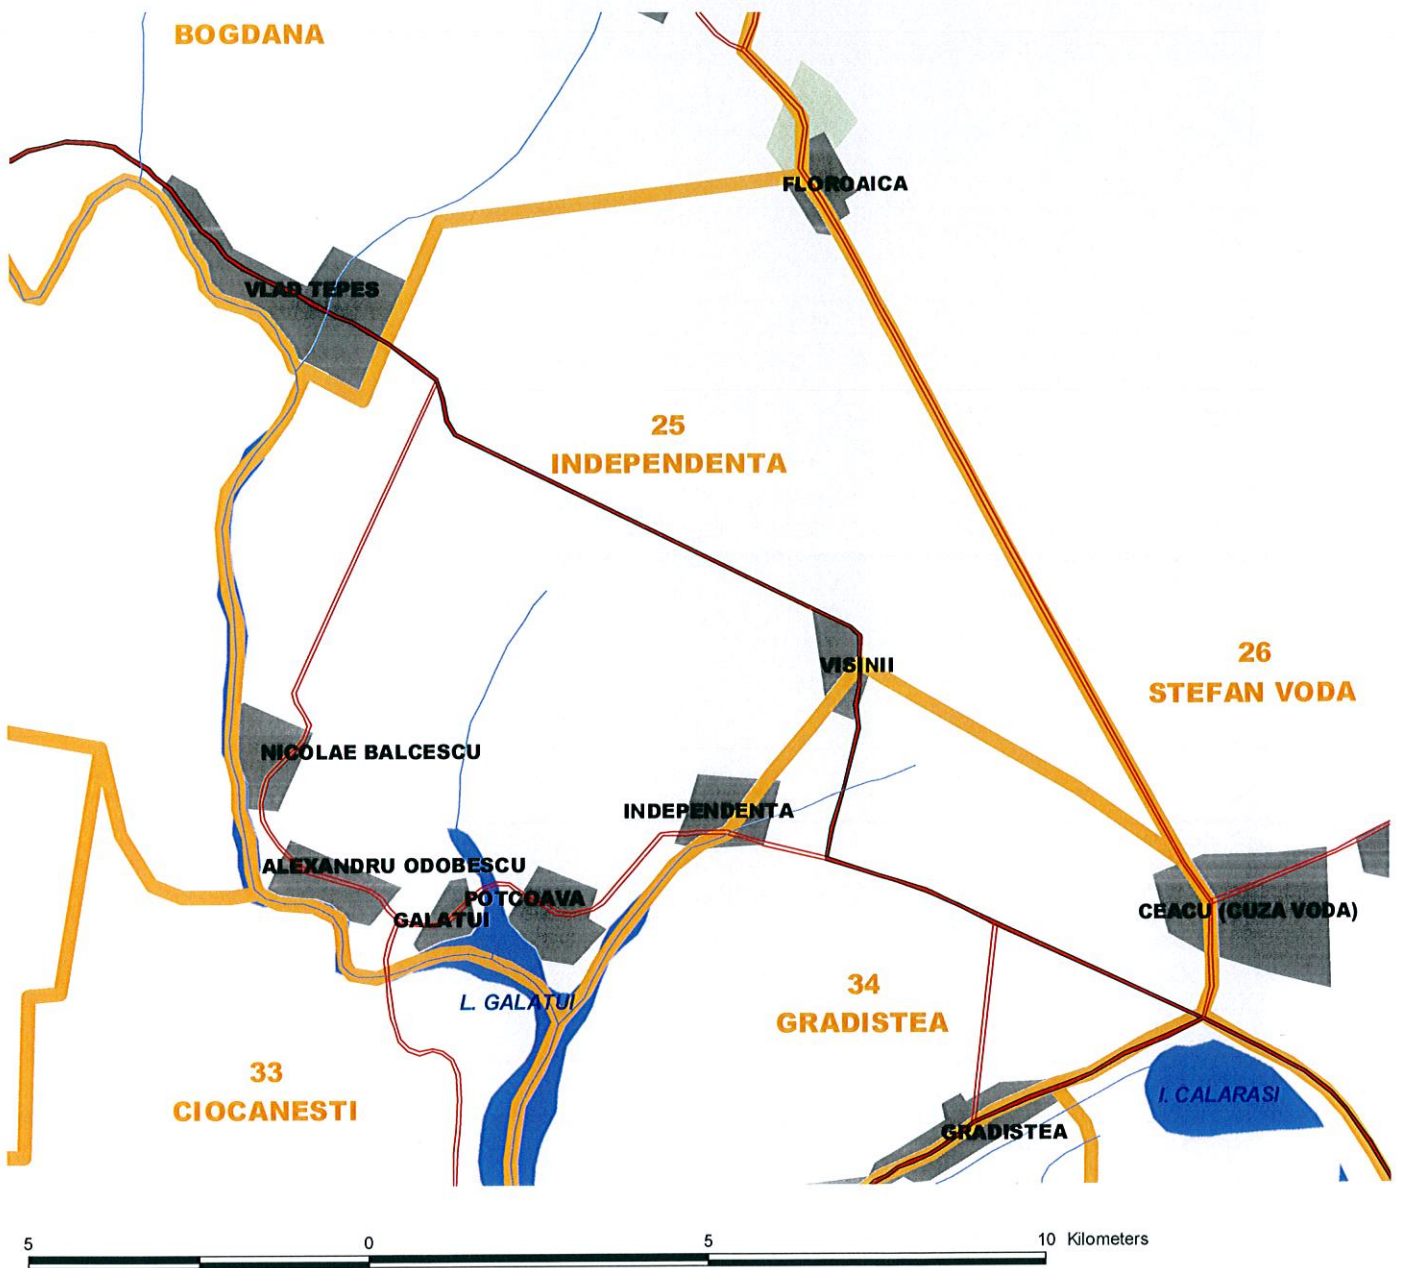 BOGDANA
FLOROAICA
VLAD TEPES
25
INDEPENDENTA
VISINII
26
STEFAN VODA
NICOLAE BALCESCU
INDEPENDENTA
ALEXANDRU ODOBESCU
POTCOAVA
GALATUI
CEACU (CUZA VODA)
L. GALATUI
34
GRADISTEA
33
CIOCANESTI
I. CALARASI
GRADISTEA
5 0 5 10 Kilometers